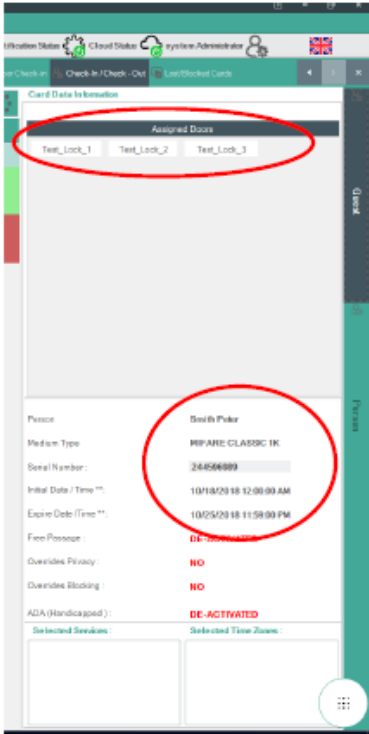 Cloud Status system Administrator
Check-in Check-In / Check - Out Lost/Blocked Cards
Card Data Information
Assigned Doors
Test_Lock_1 Test_Lock_2 Test_Lock_3
Guest
Person
Person Smith Peter
Medium Type MIFARE CLASSIC 1K
Serial Number : 244596089
Initial Date / Time **: 10/18/2018 12:00:00 AM
Expire Date /Time **: 10/25/2018 11:59:00 PM
Free Passage : DE-ACTIVATED
Overrides Privacy : NO
Overrides Blocking : NO
ADA (Handicapped ) : DE-ACTIVATED
Selected Services : Selected Time Zones :